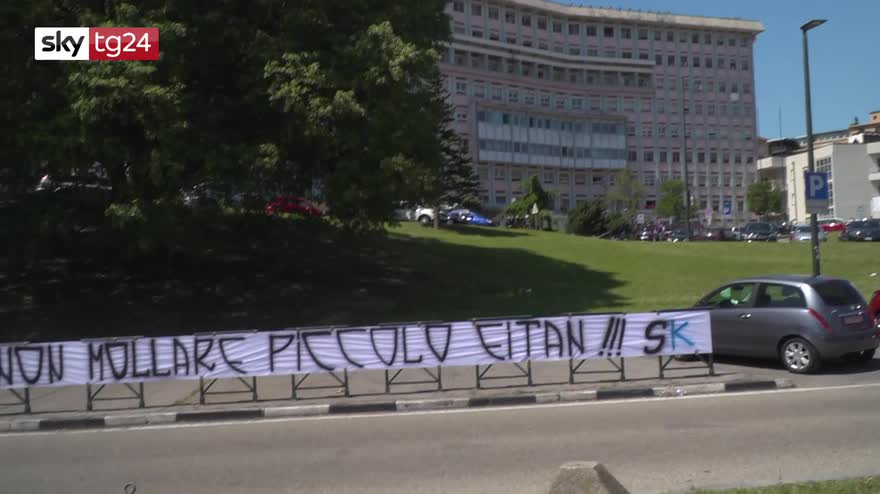 sky tg24
P
NON MOLLARE PICCOLO EITAN !!! SK